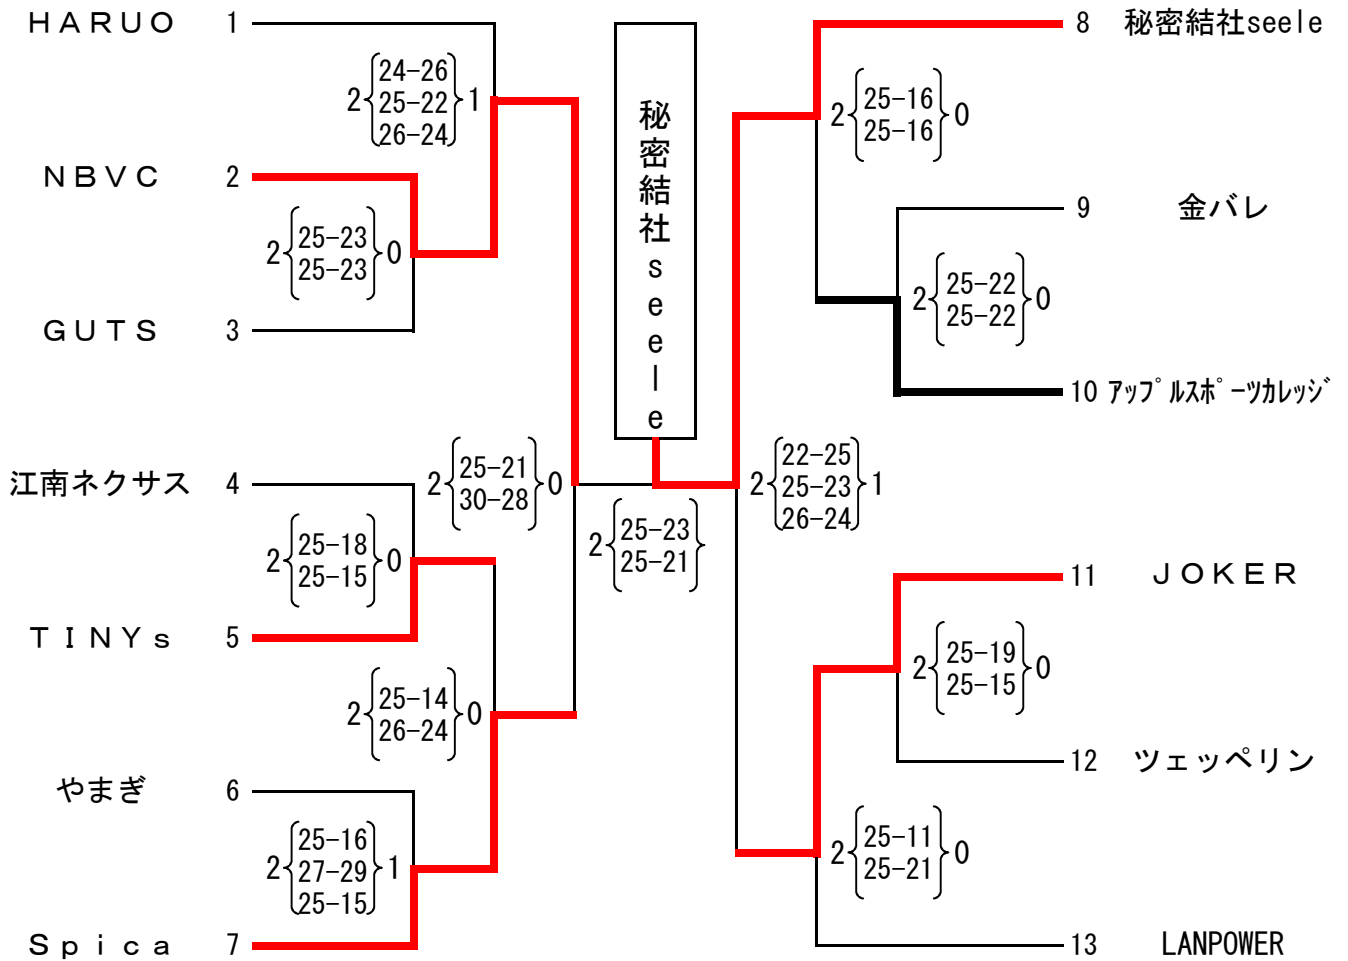 ＨＡＲＵＯ 1
2 24-26 1
25-22
26-24
ＮＢＶＣ 2
2 25-23 0
25-23
ＧＵＴＳ 3
江南ネクサス 4
2 25-21 0
30-28
2 25-18 0
25-15
ＴＩＮＹｓ 5
2 25-14 0
26-24
やまぎ 6
2 25-16 1
27-29
25-15
Ｓｐｉｃａ 7
秘密結社ｓｅｅｌｅ
2 25-23
25-21
8 秘密結社seele
2 25-16 0
25-16
9 金バレ
2 25-22 0
25-22
10 ｱｯﾌﾟﾙｽﾎﾟｰﾂｶﾚｯｼﾞ
2 22-25 1
25-23
26-24
11 ＪＯＫＥＲ
2 25-19 0
25-15
12 ツェッペリン
2 25-11 0
25-21
13 LANPOWER